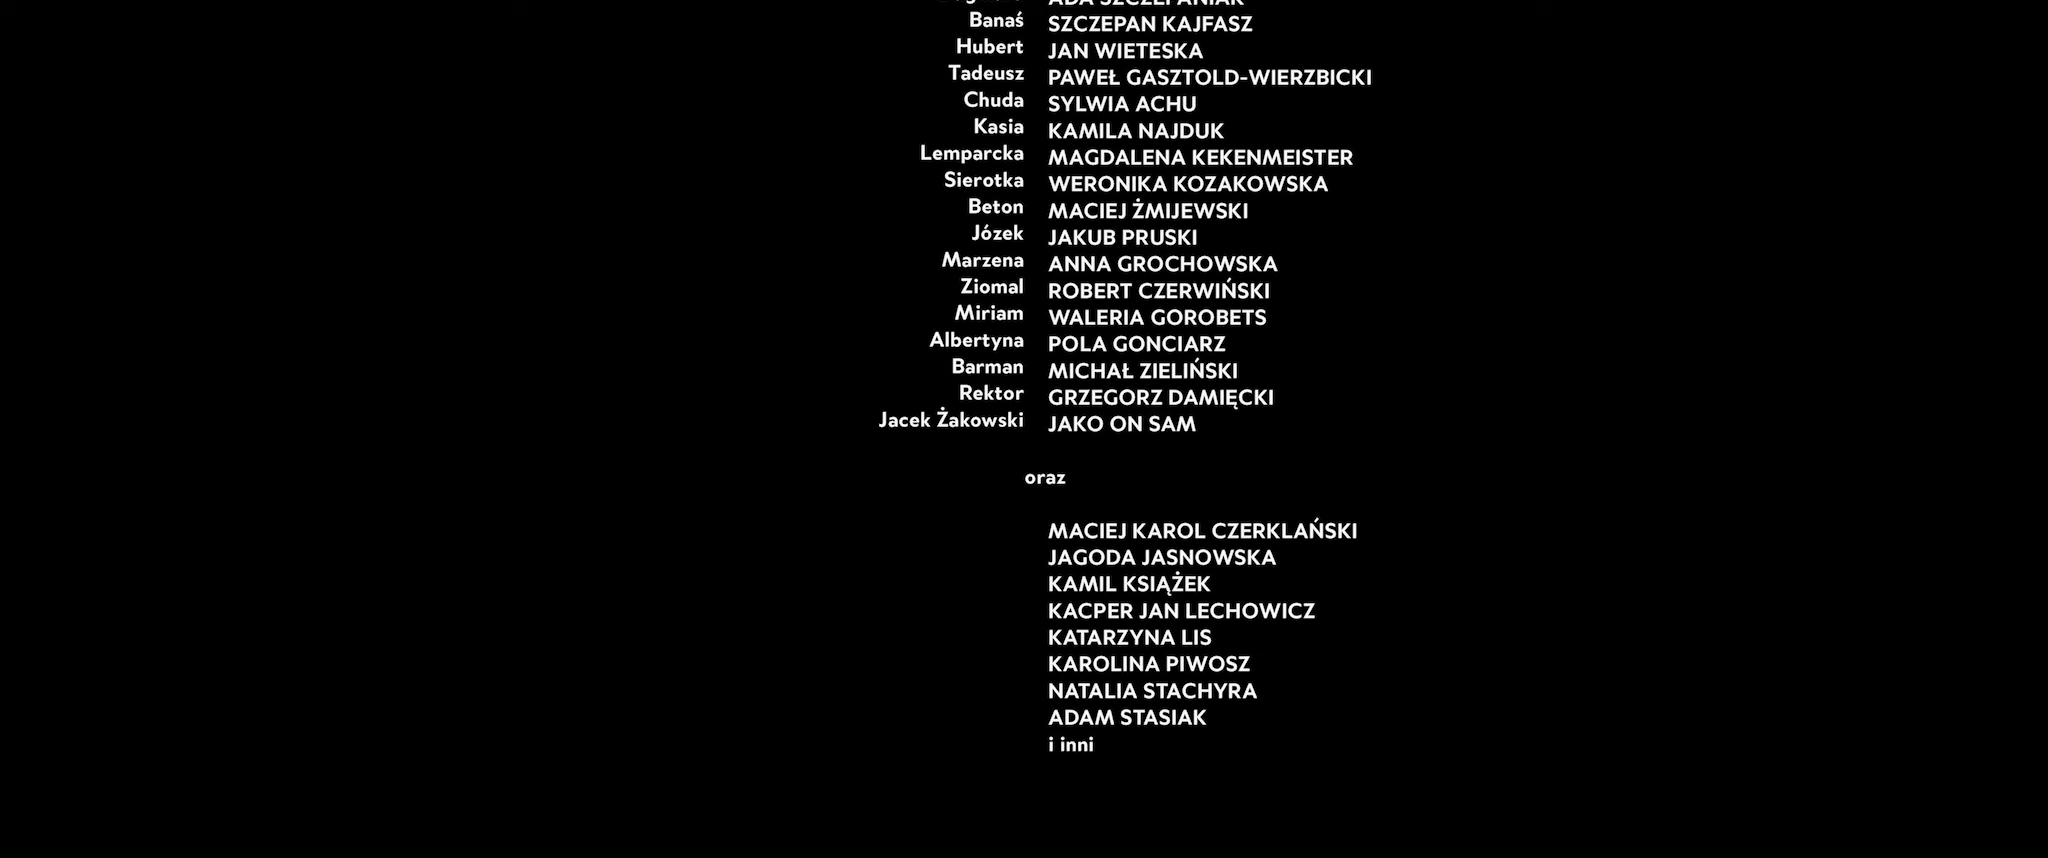 ADA SZCZEPANIAK
Banaś SZCZEPAN KAJFASZ
Hubert JAN WIETESKA
Tadeusz PAWEŁ GASZTOLD-WIERZBICKI
Chuda SYLWIA ACHU
Kasia KAMILA NAJDUK
Lemparcka MAGDALENA KEKENMEISTER
Sierotka WERONIKA KOZAKOWSKA
Beton MACIEJ ŻMIJEWSKI
Józek JAKUB PRUSKI
Marzena ANNA GROCHOWSKA
Ziomal ROBERT CZERWIŃSKI
Miriam WALERIA GOROBETS
Albertyna POLA GONCIARZ
Barman MICHAŁ ZIELIŃSKI
Rektor GRZEGORZ DAMIĘCKI
Jacek Żakowski JAKO ON SAM
oraz
MACIEJ KAROL CZERKLAŃSKI
JAGODA JASNOWSKA
KAMIL KSIĄŻEK
KACPER JAN LECHOWICZ
KATARZYNA LIS
KAROLINA PIWOSZ
NATALIA STACHYRA
ADAM STASIAK
i inni